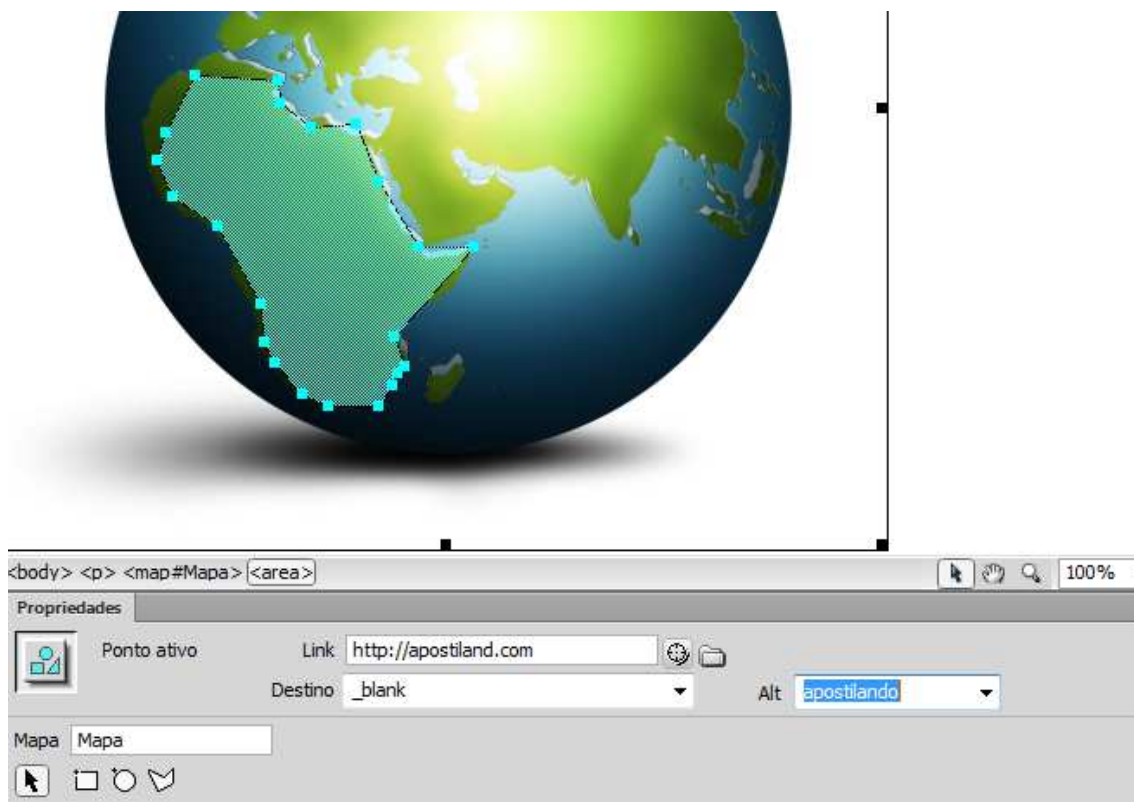 <body> <p> <map#Mapa> <area>
100%
Propriedades
Ponto ativo
Link http://apostiland.com
Destino _blank
Alt apostilando
Mapa Mapa